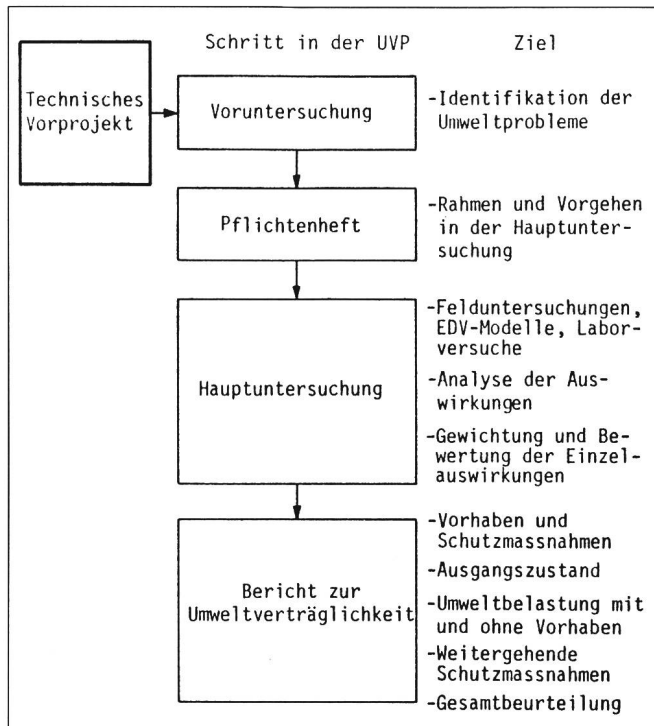 Schritt in der UVP
Ziel
Technisches
Vorprojekt
Voruntersuchung
-Identifikation der
Umweltprobleme
Pflichtenheft
-Rahmen und Vorgehen
in der Hauptunter-
suchung
Hauptuntersuchung
-Felduntersuchungen,
EDV-Modelle, Labor-
versuche
-Analyse der Aus-
wirkungen
-Gewichtung und Be-
wertung der Einzel-
auswirkungen
Bericht zur
Umweltverträglichkeit
-Vorhaben und
Schutzmassnahmen
-Ausgangszustand
-Umweltbelastung mit
und ohne Vorhaben
-Weitergehende
Schutzmassnahmen
-Gesamtbeurteilung